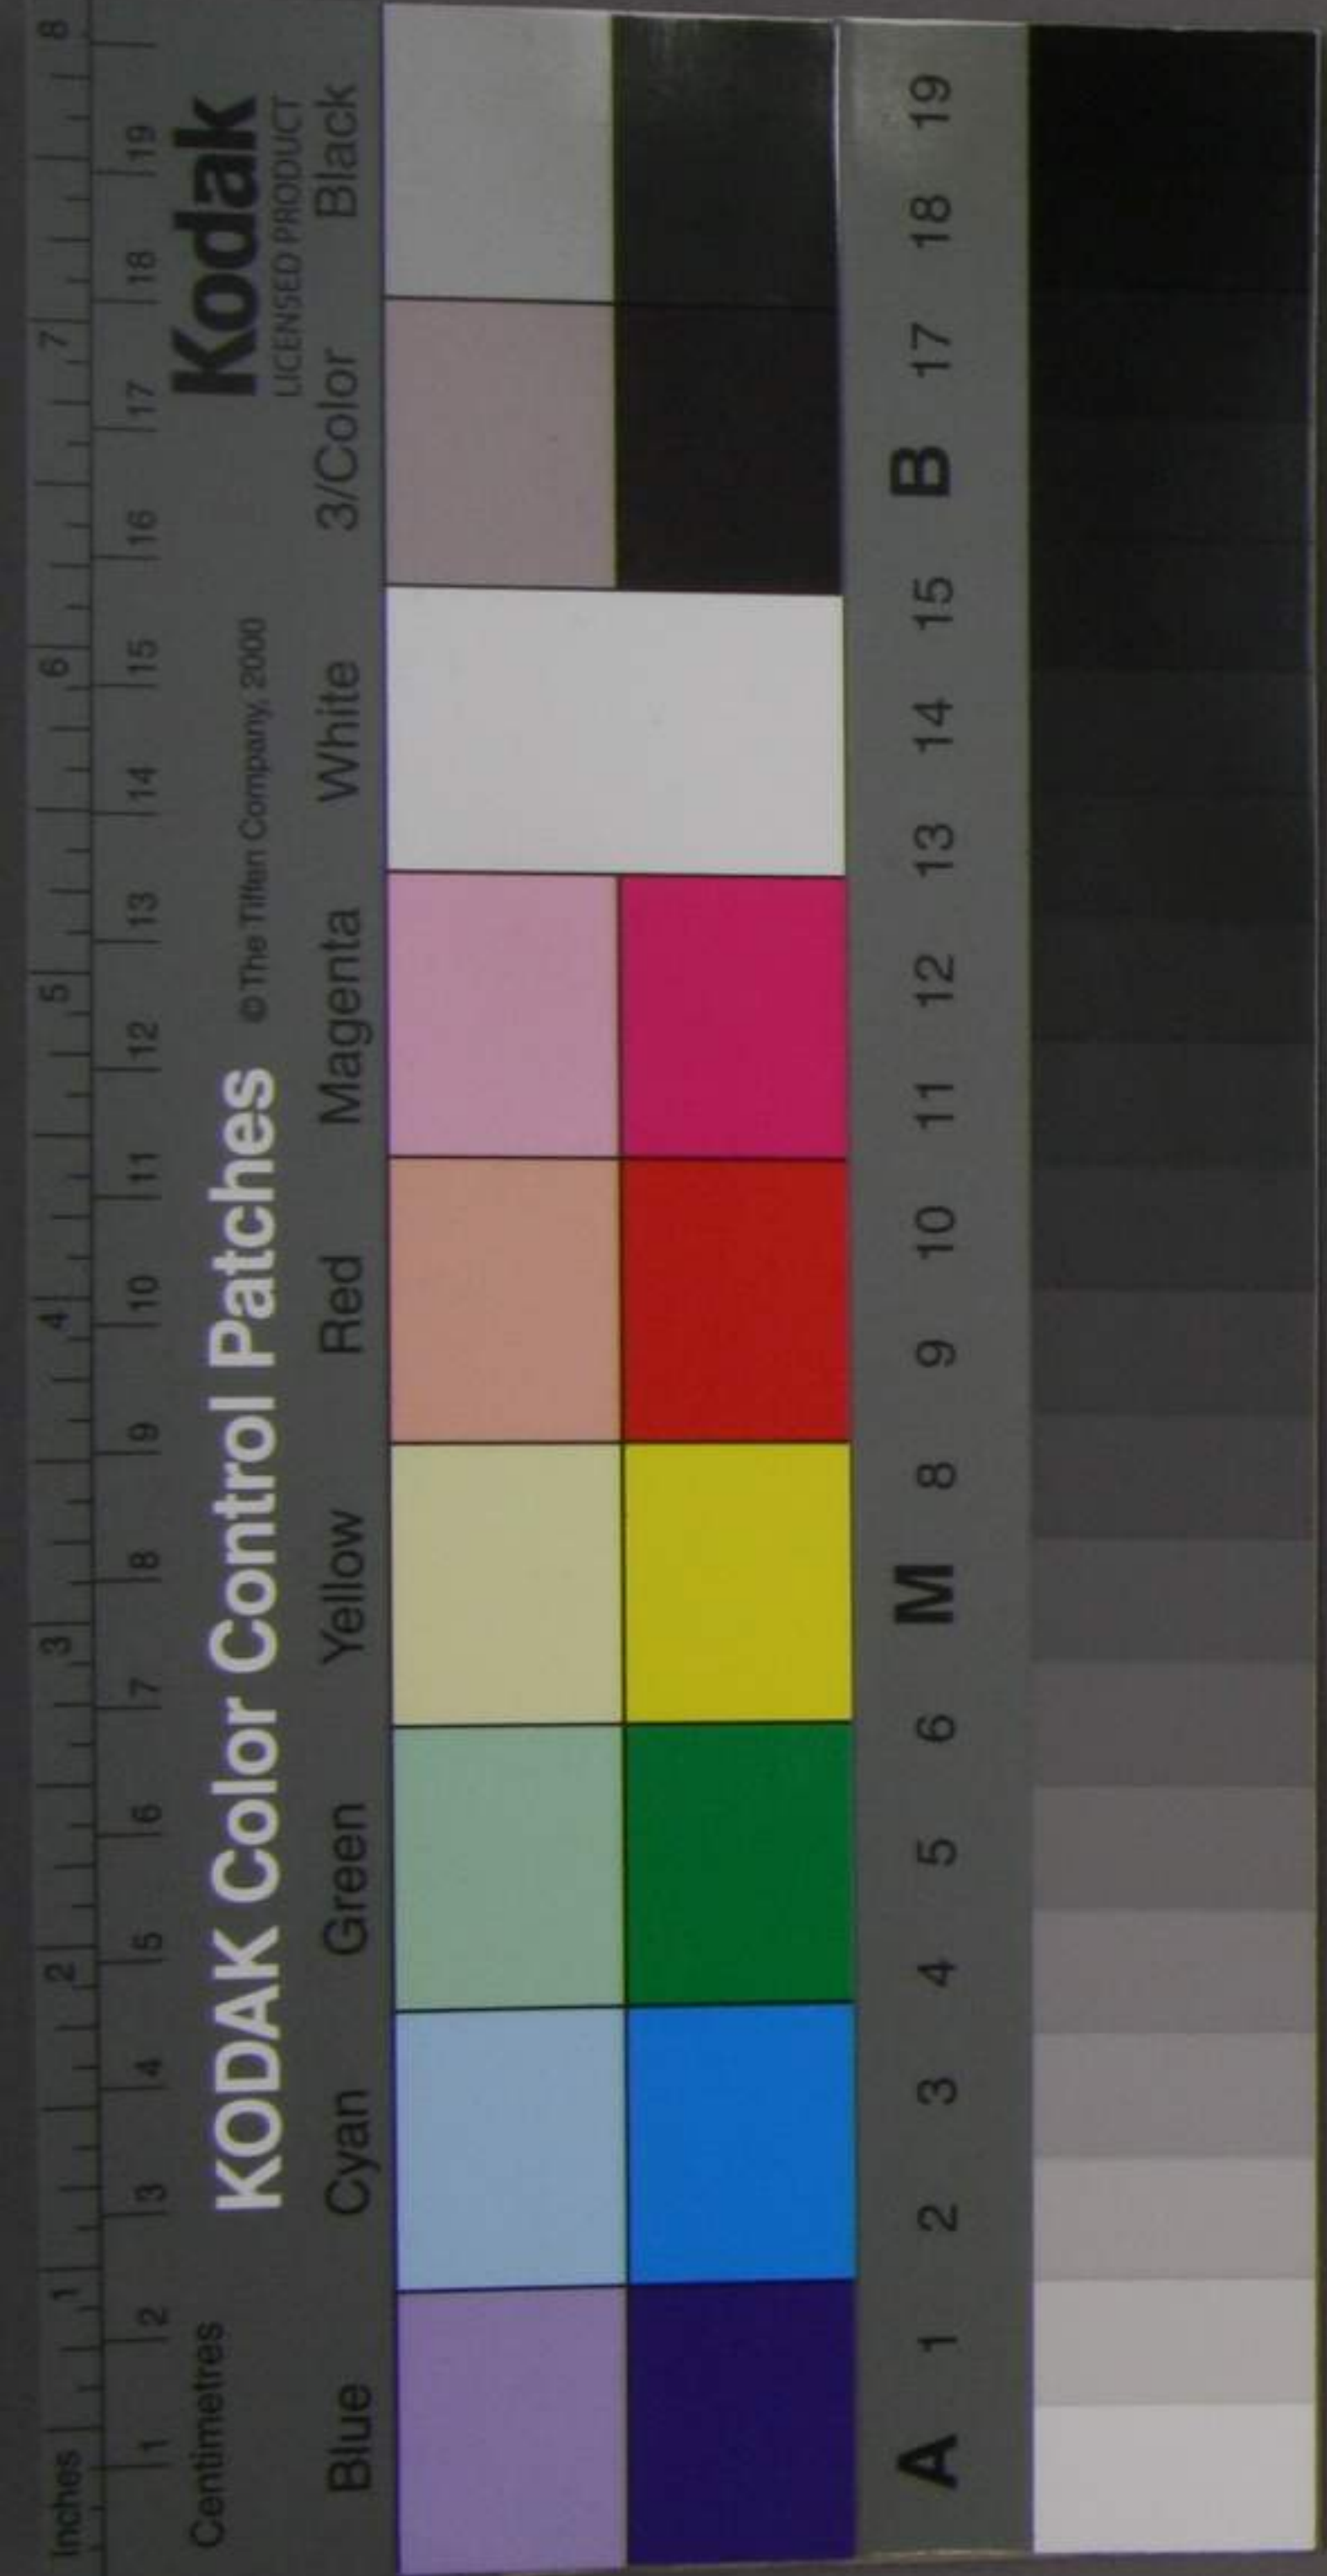 Inches 1 2 3 4 5 6 7 8
1 2 3 4 5 6 7 8 9 10 11 12 13 14 15 16 17 18 19
Centimetres
KODAK Color Control Patches © The Tiffen Company, 2000 Kodak
LICENSED PRODUCT
Blue Cyan Green Yellow Red Magenta White 3/Color Black
A 1 2 3 4 5 6 M 8 9 10 11 12 13 14 15 B 17 18 19